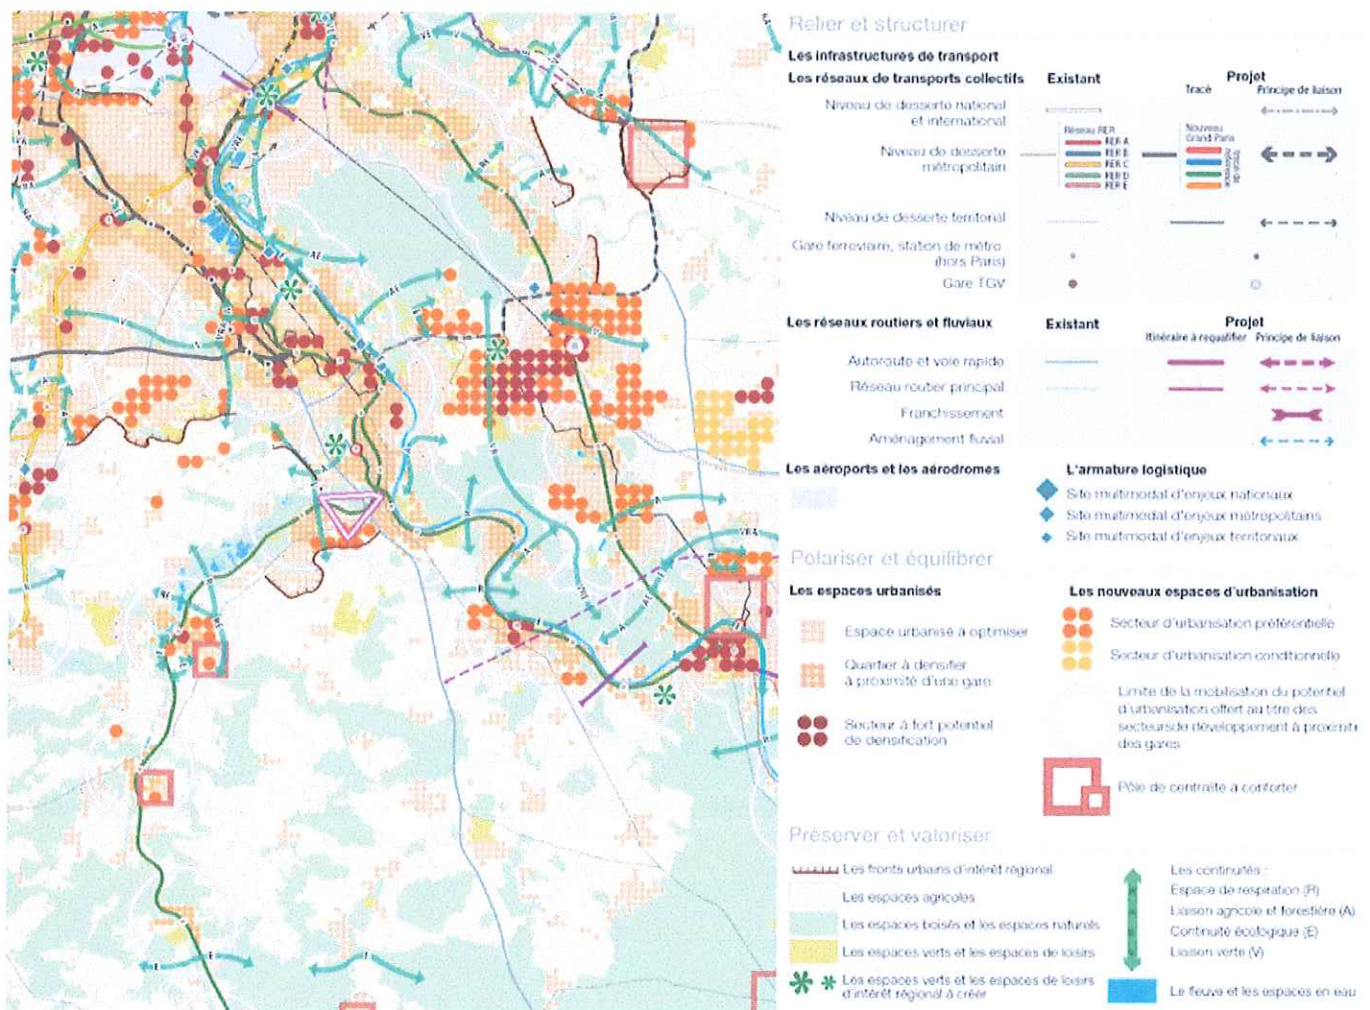 Relier et structurer
Les infrastructures de transport
Les réseaux de transports collectifs
Existant
Projet
Tracé
Principe de liaison
Niveau de desserte national
et international
Niveau de desserte
métropolitain
Réseau RER
RER A
RER B
RER C
RER D
RER E
Nouveau
Grand Paris
tracé de
référence
Niveau de desserte territorial
Gare ferroviaire, station de métro
(hors Paris)
Gare TGV
Les réseaux routiers et fluviaux
Existant
Projet
Itinéraire à requalifier
Principe de liaison
Autoroute et voie rapide
Réseau routier principal
Franchissement
Aménagement fluvial
Les aéroports et les aérodromes
L'armature logistique
Site multimodal d'enjeux nationaux
Site multimodal d'enjeux métropolitains
Site multimodal d'enjeux territoriaux
Polariser et équilibrer
Les espaces urbanisés
Espace urbanisé à optimiser
Quartier à densifier
à proximité d'une gare
Secteur à fort potentiel
de densification
Les nouveaux espaces d'urbanisation
Secteur d'urbanisation préférentielle
Secteur d'urbanisation conditionnelle
Limite de la mobilisation du potentiel
d'urbanisation offert au titre des
secteursde développement à proximité
des gares
Pôle de centralité à conforter
Préserver et valoriser
Les fronts urbains d'intérêt régional
Les espaces agricoles
Les espaces boisés et les espaces naturels
Les espaces verts et les espaces de loisirs
Les espaces verts et les espaces de loisirs
d'intérêt régional à créer
Les continuités :
Espace de respiration (R)
Liaison agricole et forestière (A)
Continuité écologique (E)
Liaison verte (V)
Le fleuve et les espaces en eau